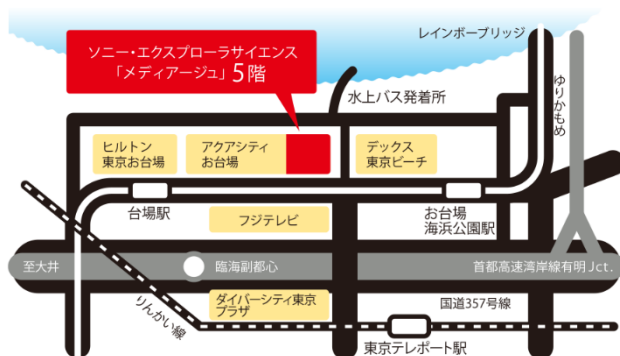 レインボーブリッジ
ソニー・エクスプローラサイエンス
「メディアージュ」5階
ゆりかもめ
水上バス発着所
ヒルトン
東京お台場
アクアシティ
お台場
デックス
東京ビーチ
台場駅
お台場
海浜公園駅
フジテレビ
至大井
臨海副都心
首都高速湾岸線有明Jct.
りんかい線
ダイバーシティ東京
プラザ
国道357号線
東京テレポート駅